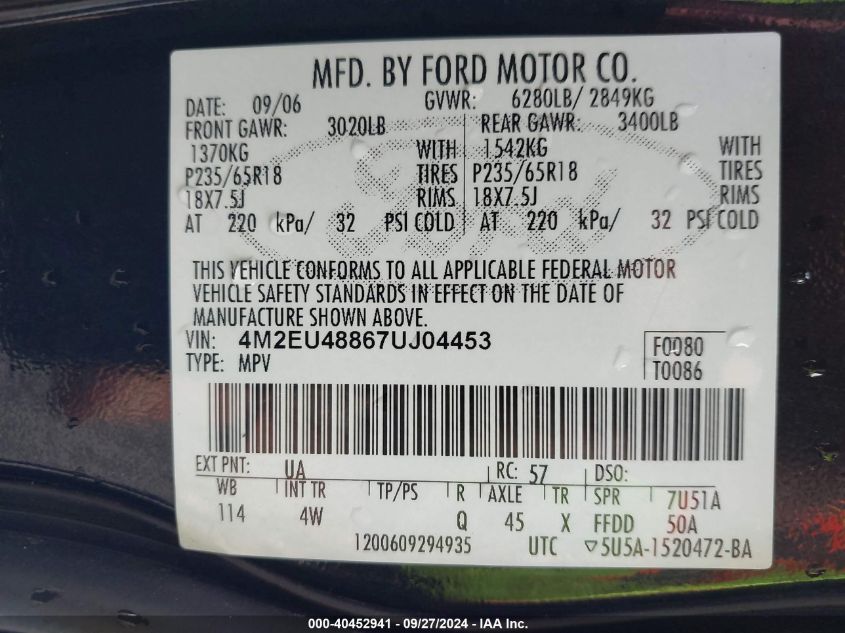 MFD. BY FORD MOTOR CO.
DATE: 09/06 GVWR: 6280LB/ 2849KG
FRONT GAWR: 3020LB REAR GAWR: 3400LB
1370KG WITH 1542KG WITH
P235/65R18 TIRES P235/65R18 TIRES
18X7.5J RIMS 18X7.5J RIMS
AT 220 kPa/ 32 PSI COLD AT 220 kPa/ 32 PSI COLD
Ford
THIS VEHICLE CONFORMS TO ALL APPLICABLE FEDERAL MOTOR
VEHICLE SAFETY STANDARDS IN EFFECT ON THE DATE OF
MANUFACTURE SHOWN ABOVE.
VIN: 4M2EU48867UJ04453 F0080
TYPE: MPV T0086
EXT PNT: UA RC: 57 DSO:
WB INT TR TP/PS R AXLE TR SPR 7U51A
114 4W Q 45 X FFDD 50A
1200609294935 UTC ▽5U5A-1520472-BA
000-40452941 - 09/27/2024 - IAA Inc.